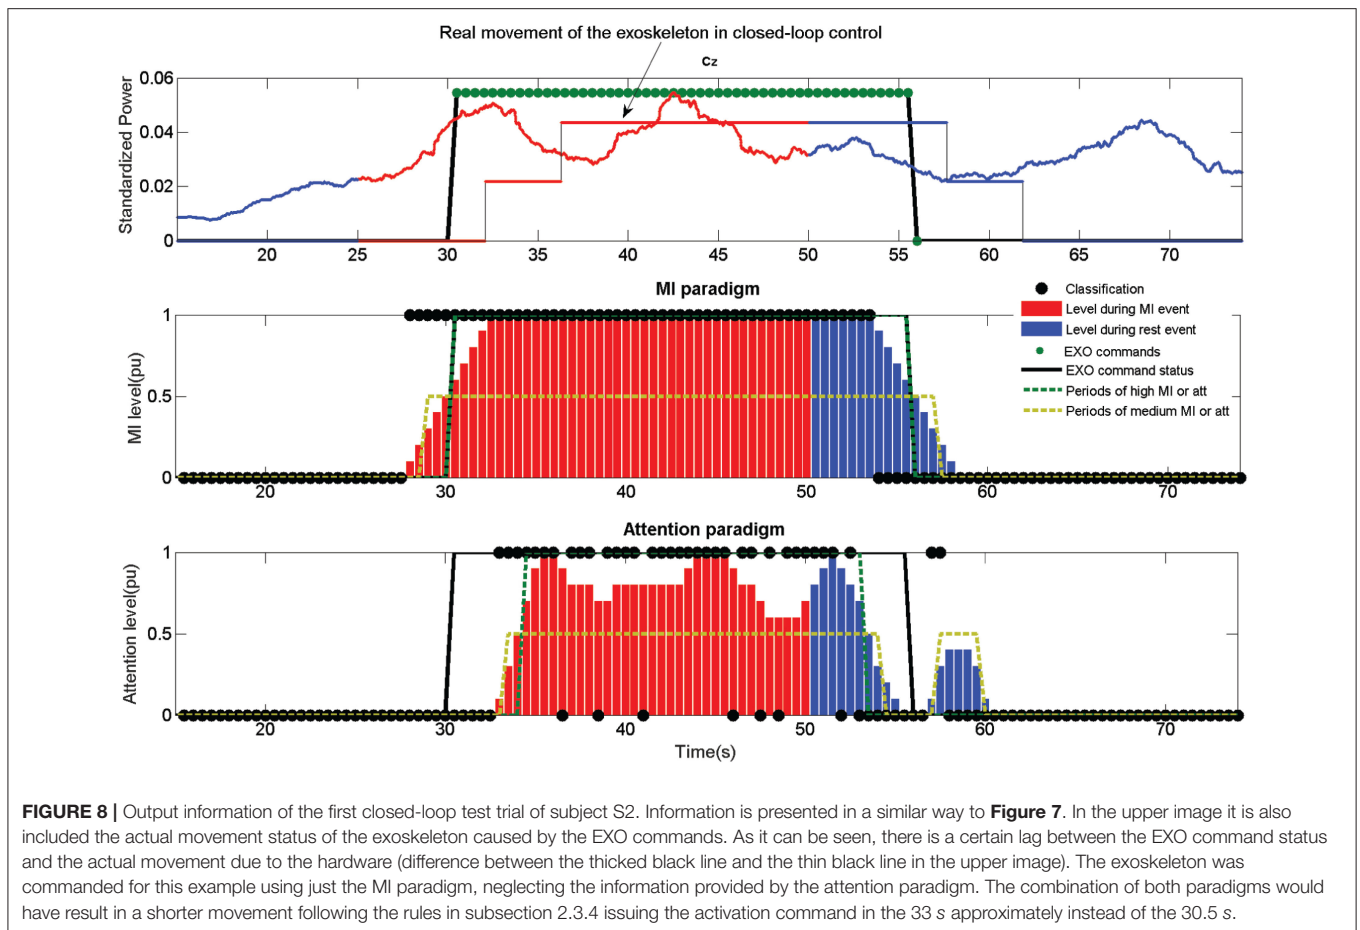 Real movement of the exoskeleton in closed-loop control
cz
Standardized Power
0.06
0.04
0.02
0
20 25 30 35 40 45 50 55 60 65 70
MI paradigm
MI level(pu)
1
0.5
0
20 30 40 50 60 70
Classification
Level during MI event
Level during rest event
EXO commands
EXO command status
Periods of high MI or att
Periods of medium MI or att
Attention paradigm
Attention level(pu)
1
0.5
0
20 30 40 50 60 70
Time(s)
FIGURE 8 | Output information of the first closed-loop test trial of subject S2. Information is presented in a similar way to Figure 7. In the upper image it is also
included the actual movement status of the exoskeleton caused by the EXO commands. As it can be seen, there is a certain lag between the EXO command status
and the actual movement due to the hardware (difference between the thicked black line and the thin black line in the upper image). The exoskeleton was
commanded for this example using just the MI paradigm, neglecting the information provided by the attention paradigm. The combination of both paradigms would
have result in a shorter movement following the rules in subsection 2.3.4 issuing the activation command in the 33 s approximately instead of the 30.5 s.